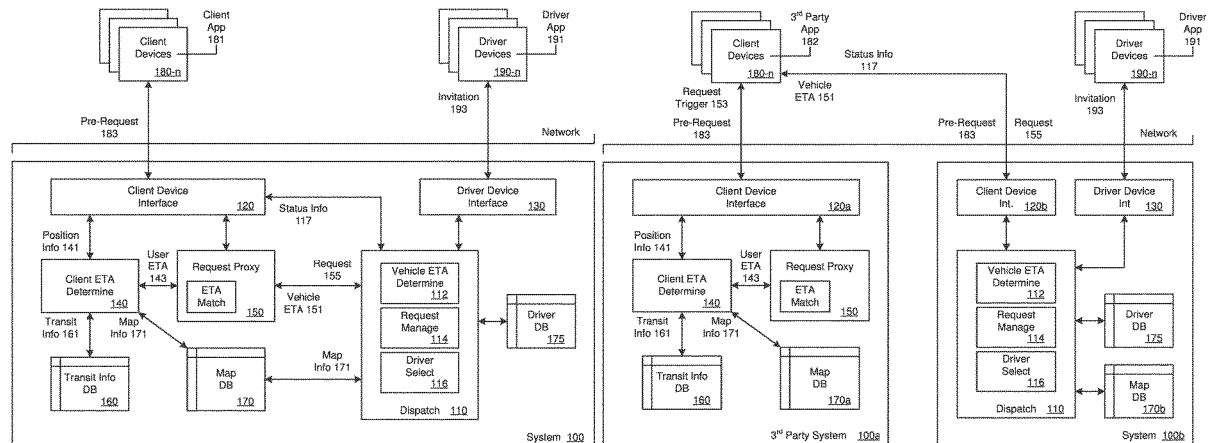 Client
App
181
Client
Devices
180-n
Driver
App
191
Driver
Devices
190-n
Invitation
193
Pre-Request
183
Network
Client Device
Interface
120
Driver Device
Interface
130
Status Info
117
Position
Info 141
User
ETA
143
Client ETA
Determine
140
Request Proxy
ETA
Match
150
Request
155
Vehicle
ETA 151
Vehicle ETA
Determine
112
Request
Manage
114
Driver
Select
116
Dispatch 110
Driver
DB
175
Transit
Info 161
Map
Info 171
Map
Info 171
Transit Info
DB
160
Map
DB
170
System 100
3rd Party
App
182
Client
Devices
180-n
Status Info
117
Vehicle
ETA 151
Request
Trigger 153
Pre-Request
183
Driver
App
191
Driver
Devices
190-n
Invitation
193
Pre-Request
183
Request
155
Network
Client Device
Interface
120a
Position
Info 141
User
ETA
143
Client ETA
Determine
140
Request Proxy
ETA
Match
150
Transit
Info 161
Map
Info 171
Transit Info
DB
160
Map
DB
170a
3rd Party System 100a
Client Device
Int.
120b
Driver Device
Int
130
Vehicle ETA
Determine
112
Request
Manage
114
Driver
Select
116
Dispatch 110
Driver
DB
175
Map
DB
170b
System 100b